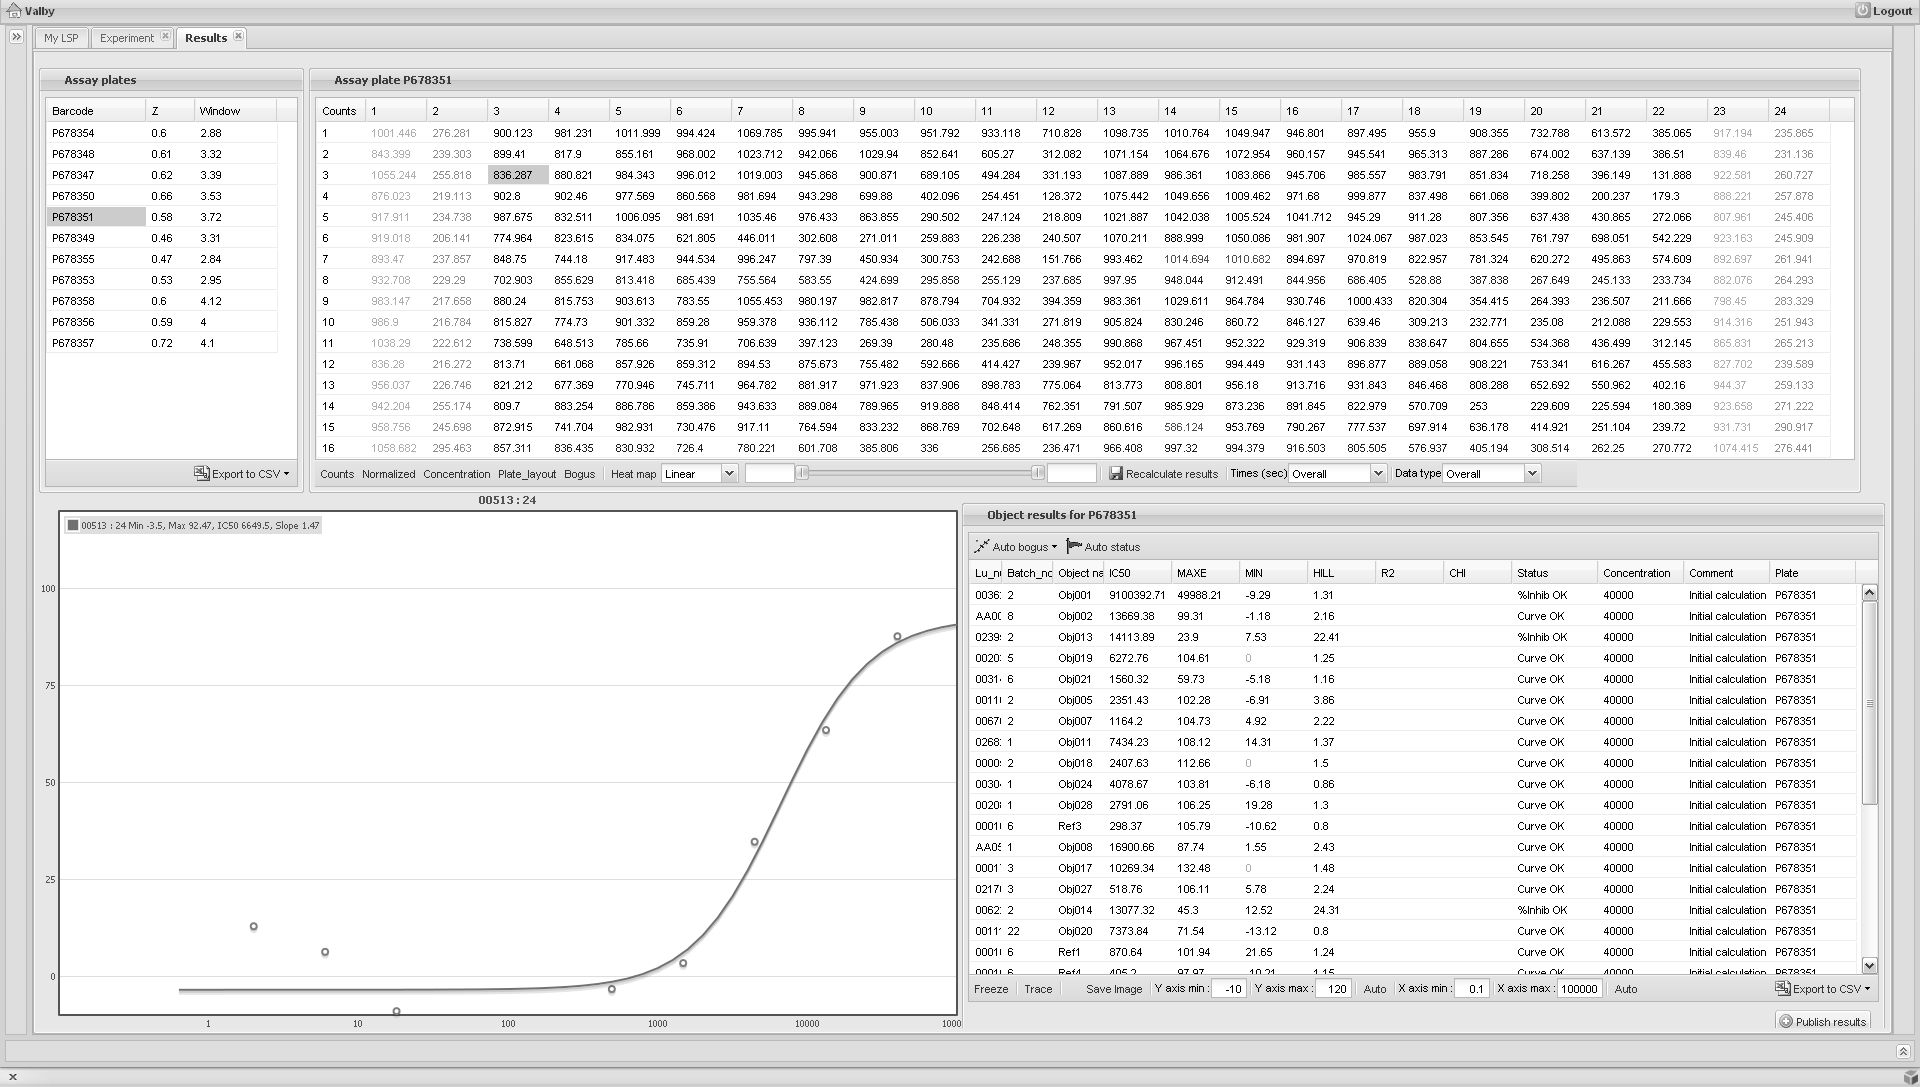 Valby
Logout
My LSP Experiment Results
Assay plates
Barcode Z Window
P678354 0.6 2.88
P678348 0.61 3.32
P678347 0.62 3.39
P678350 0.66 3.53
P678351 0.58 3.72
P678349 0.46 3.31
P678355 0.47 2.84
P678353 0.53 2.95
P678358 0.6 4.12
P678356 0.59 4
P678357 0.72 4.1
Export to CSV
Assay plate P678351
Counts 1 2 3 4 5 6 7 8 9 10 11 12 13 14 15 16 17 18 19 20 21 22 23 24
1 1001.446 276.281 900.123 981.231 1011.999 994.424 1069.785 995.941 955.003 951.792 933.118 710.828 1098.735 1010.764 1049.947 946.801 897.495 955.9 908.355 732.788 613.572 385.065 917.194 235.865
2 843.399 239.303 899.41 817.9 855.161 968.002 1023.712 942.066 1029.94 852.641 605.27 312.082 1071.154 1064.676 1072.954 960.157 945.541 965.313 887.286 674.002 637.139 386.51 839.46 231.136
3 1055.244 255.818 836.287 880.821 984.343 996.012 1019.003 945.868 900.871 689.105 494.284 331.193 1087.889 986.361 1083.866 945.706 985.557 983.791 851.834 718.258 396.149 131.888 922.581 260.727
4 876.023 219.113 902.8 902.46 977.569 860.568 981.694 943.298 699.88 402.096 254.451 128.372 1075.442 1049.656 1009.462 971.68 999.877 837.498 661.068 399.802 200.237 179.3 888.221 257.878
5 917.911 234.738 987.675 832.511 1006.095 981.691 1035.46 976.433 863.855 290.502 247.124 218.809 1021.887 1042.038 1005.524 1041.712 945.29 911.28 807.356 637.438 430.865 272.066 807.961 245.406
6 919.018 206.141 774.964 823.615 834.075 621.805 446.011 302.608 271.011 259.883 226.238 240.507 1070.211 888.999 1050.086 981.907 1024.067 987.023 853.545 761.797 698.051 542.229 923.163 245.909
7 893.47 237.857 848.75 744.18 917.483 944.534 996.247 797.39 450.934 300.753 242.688 151.766 993.462 1014.694 1010.682 894.697 970.819 822.957 781.324 620.272 495.863 574.609 892.697 261.941
8 932.708 229.29 702.903 855.629 813.418 685.439 755.564 583.55 424.699 295.858 255.129 237.685 997.95 948.044 912.491 844.956 686.405 528.88 387.838 267.649 245.133 233.734 882.076 264.293
9 983.147 217.658 880.24 815.753 903.613 783.55 1055.453 980.197 982.817 878.794 704.932 394.359 983.361 1029.611 964.784 930.746 1000.433 820.304 354.415 264.393 236.507 211.666 798.45 283.329
10 986.9 216.784 815.827 774.73 901.332 859.28 959.378 936.112 785.438 506.033 341.331 271.819 905.824 830.246 860.72 846.127 639.46 309.213 232.771 235.08 212.088 229.553 914.316 251.943
11 1038.29 222.612 738.599 648.513 785.66 735.91 706.639 397.123 269.39 280.48 235.686 248.355 990.868 967.451 952.322 929.319 906.839 838.647 804.655 534.368 436.499 312.145 865.831 265.213
12 836.28 216.272 813.71 661.068 857.926 859.312 894.53 875.673 755.482 592.666 414.427 239.967 952.017 996.165 994.449 931.143 896.877 889.058 908.221 753.341 616.267 455.583 827.702 239.589
13 956.037 226.746 821.212 677.369 770.946 745.711 964.782 881.917 971.923 837.906 898.783 775.064 813.773 808.801 956.18 913.716 931.843 846.468 808.288 652.692 550.962 402.16 944.37 259.133
14 942.204 255.174 809.7 883.254 886.786 859.386 943.633 889.084 789.965 919.888 848.414 762.351 791.507 985.929 873.236 891.845 822.979 570.709 253 229.609 225.594 180.389 923.658 271.222
15 958.756 245.698 872.915 741.704 982.931 730.476 917.11 764.594 833.232 868.769 702.648 617.269 860.616 586.124 953.769 790.267 777.537 697.914 636.178 414.921 251.104 239.72 931.731 290.917
16 1058.682 295.463 857.311 836.435 830.932 726.4 780.221 601.708 385.806 336 256.685 236.471 966.408 997.32 994.379 916.503 805.505 576.937 405.194 308.514 262.25 270.772 1074.415 276.441
Counts Normalized Concentration Plate_layout Bogus Heat map Linear Recalculate results Times (sec) Overall Data type Overall
00513 : 24
00513 : 24 Min -3.5, Max 92.47, IC50 6649.5, Slope 1.47
100
75
50
25
0
1 10 100 1000 10000 1000
Object results for P678351
Auto bogus Auto status
Lu_n Batch_no Object na IC50 MAXE MIN HILL R2 CHI Status Concentration Comment Plate
0036 2 Obj001 9100392.71 49988.21 -9.29 1.31 %Inhib OK 40000 Initial calculation P678351
AA00 8 Obj002 13669.38 99.31 -1.18 2.16 Curve OK 40000 Initial calculation P678351
0239 2 Obj013 14113.89 23.9 7.53 22.41 %Inhib OK 40000 Initial calculation P678351
0020 5 Obj019 6272.76 104.61 0 1.25 Curve OK 40000 Initial calculation P678351
0031 6 Obj021 1560.32 59.73 -5.18 1.16 Curve OK 40000 Initial calculation P678351
0011 2 Obj005 2351.43 102.28 -6.91 3.86 Curve OK 40000 Initial calculation P678351
0067 2 Obj007 1164.2 104.73 4.92 2.22 Curve OK 40000 Initial calculation P678351
0268 1 Obj011 7434.23 108.12 14.31 1.37 Curve OK 40000 Initial calculation P678351
0000 2 Obj018 2407.63 112.66 0 1.5 Curve OK 40000 Initial calculation P678351
0030 1 Obj024 4078.67 103.81 -6.18 0.86 Curve OK 40000 Initial calculation P678351
0020 1 Obj028 2791.06 106.25 19.28 1.3 Curve OK 40000 Initial calculation P678351
0001 6 Ref3 298.37 105.79 -10.62 0.8 Curve OK 40000 Initial calculation P678351
AA05 1 Obj008 16900.66 87.74 1.55 2.43 Curve OK 40000 Initial calculation P678351
0001 3 Obj017 10269.34 132.48 0 1.48 Curve OK 40000 Initial calculation P678351
0217 3 Obj027 518.76 106.11 5.78 2.24 Curve OK 40000 Initial calculation P678351
0062 2 Obj014 13077.32 45.3 12.52 24.31 %Inhib OK 40000 Initial calculation P678351
0011 22 Obj020 7373.84 71.54 -13.12 0.8 Curve OK 40000 Initial calculation P678351
0001 6 Ref1 870.64 101.94 21.65 1.24 Curve OK 40000 Initial calculation P678351
0001 6 Ref4 405.2 97.97 -10.21 1.15 Curve OK 40000 Initial calculation P678351
Freeze Trace Save Image Y axis min : -10 Y axis max : 120 Auto X axis min : 0.1 X axis max : 100000 Auto Export to CSV
Publish results